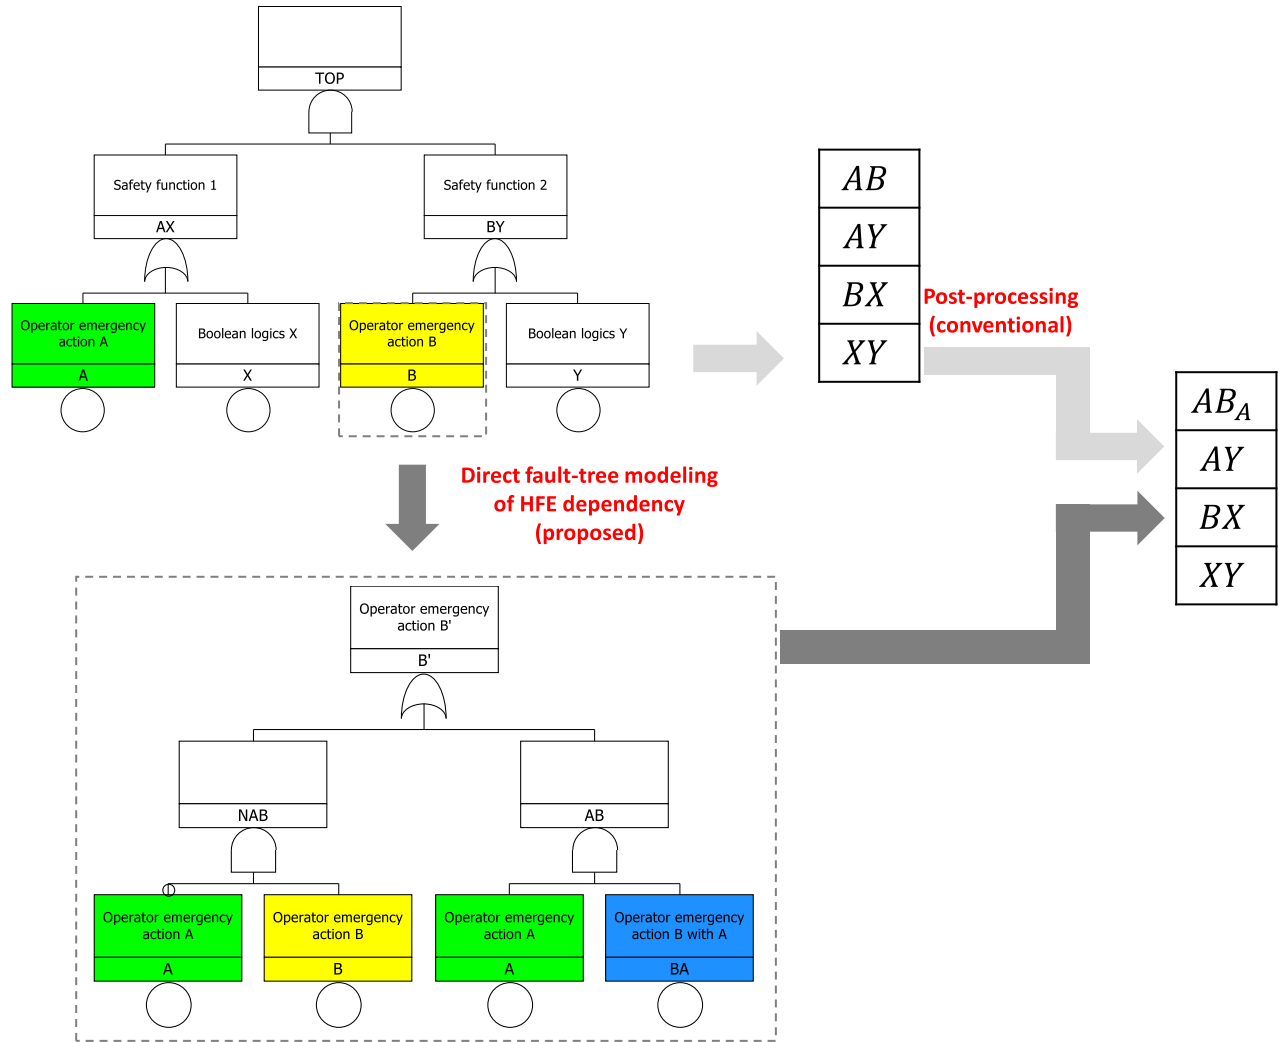 TOP
Safety function 1
AX
Safety function 2
BY
Operator emergency
action A
A
Boolean logics X
X
Operator emergency
action B
B
Boolean logics Y
Y
AB
AY
BX
XY
Post-processing
(conventional)
AB_A
AY
BX
XY
Direct fault-tree modeling
of HFE dependency
(proposed)
Operator emergency
action B'
B'
NAB
AB
Operator emergency
action A
A
Operator emergency
action B
B
Operator emergency
action A
A
Operator emergency
action B with A
BA